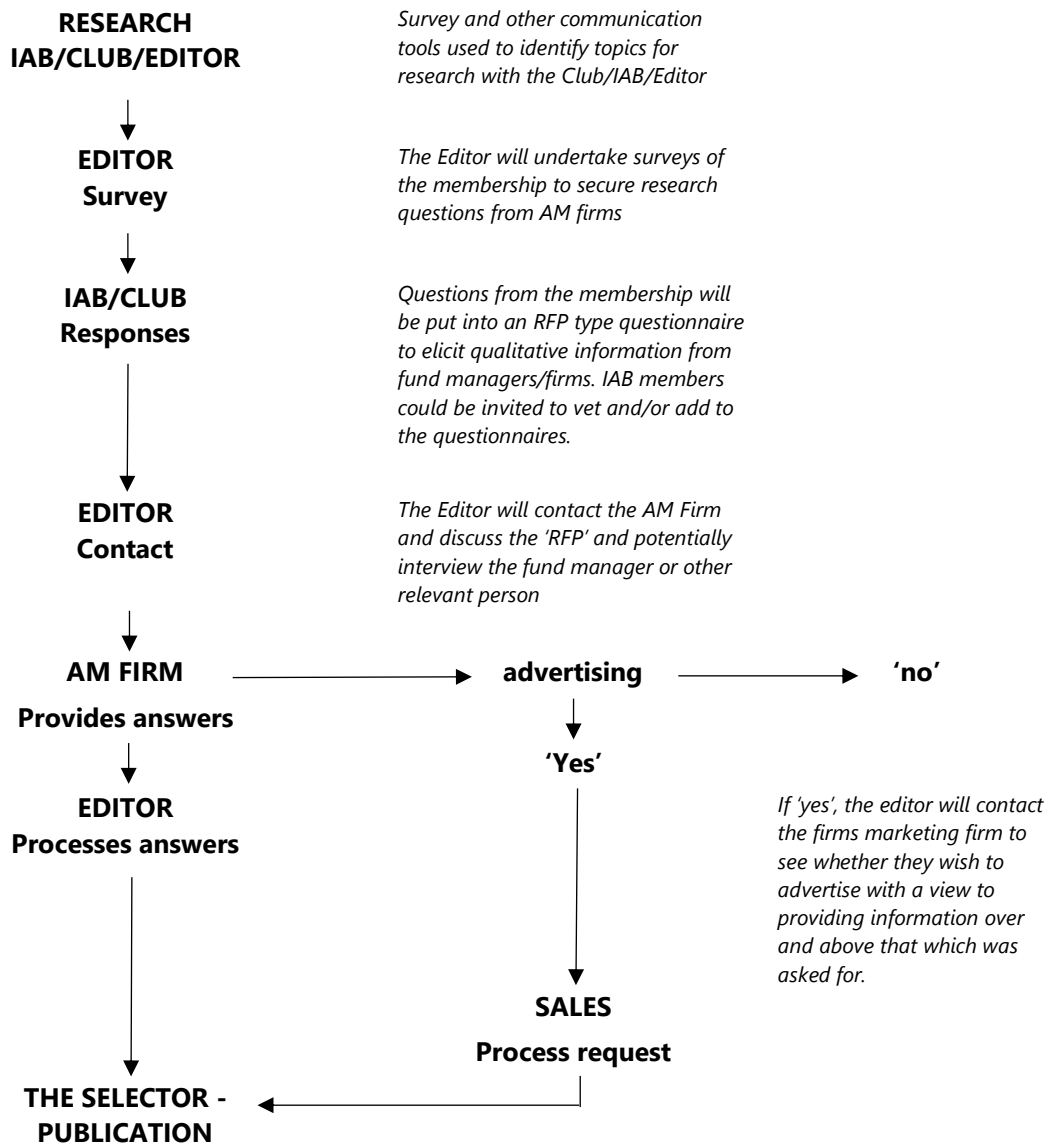 RESEARCH
IAB/CLUB/EDITOR
Survey and other communication
tools used to identify topics for
research with the Club/IAB/Editor
EDITOR
Survey
The Editor will undertake surveys of
the membership to secure research
questions from AM firms
IAB/CLUB
Responses
Questions from the membership will
be put into an RFP type questionnaire
to elicit qualitative information from
fund managers/firms. IAB members
could be invited to vet and/or add to
the questionnaires.
EDITOR
Contact
The Editor will contact the AM Firm
and discuss the ‘RFP’ and potentially
interview the fund manager or other
relevant person
AM FIRM
Provides answers
advertising
‘no’
‘Yes’
EDITOR
Processes answers
If ‘yes’, the editor will contact
the firms marketing firm to
see whether they wish to
advertise with a view to
providing information over
and above that which was
asked for.
SALES
Process request
THE SELECTOR -
PUBLICATION